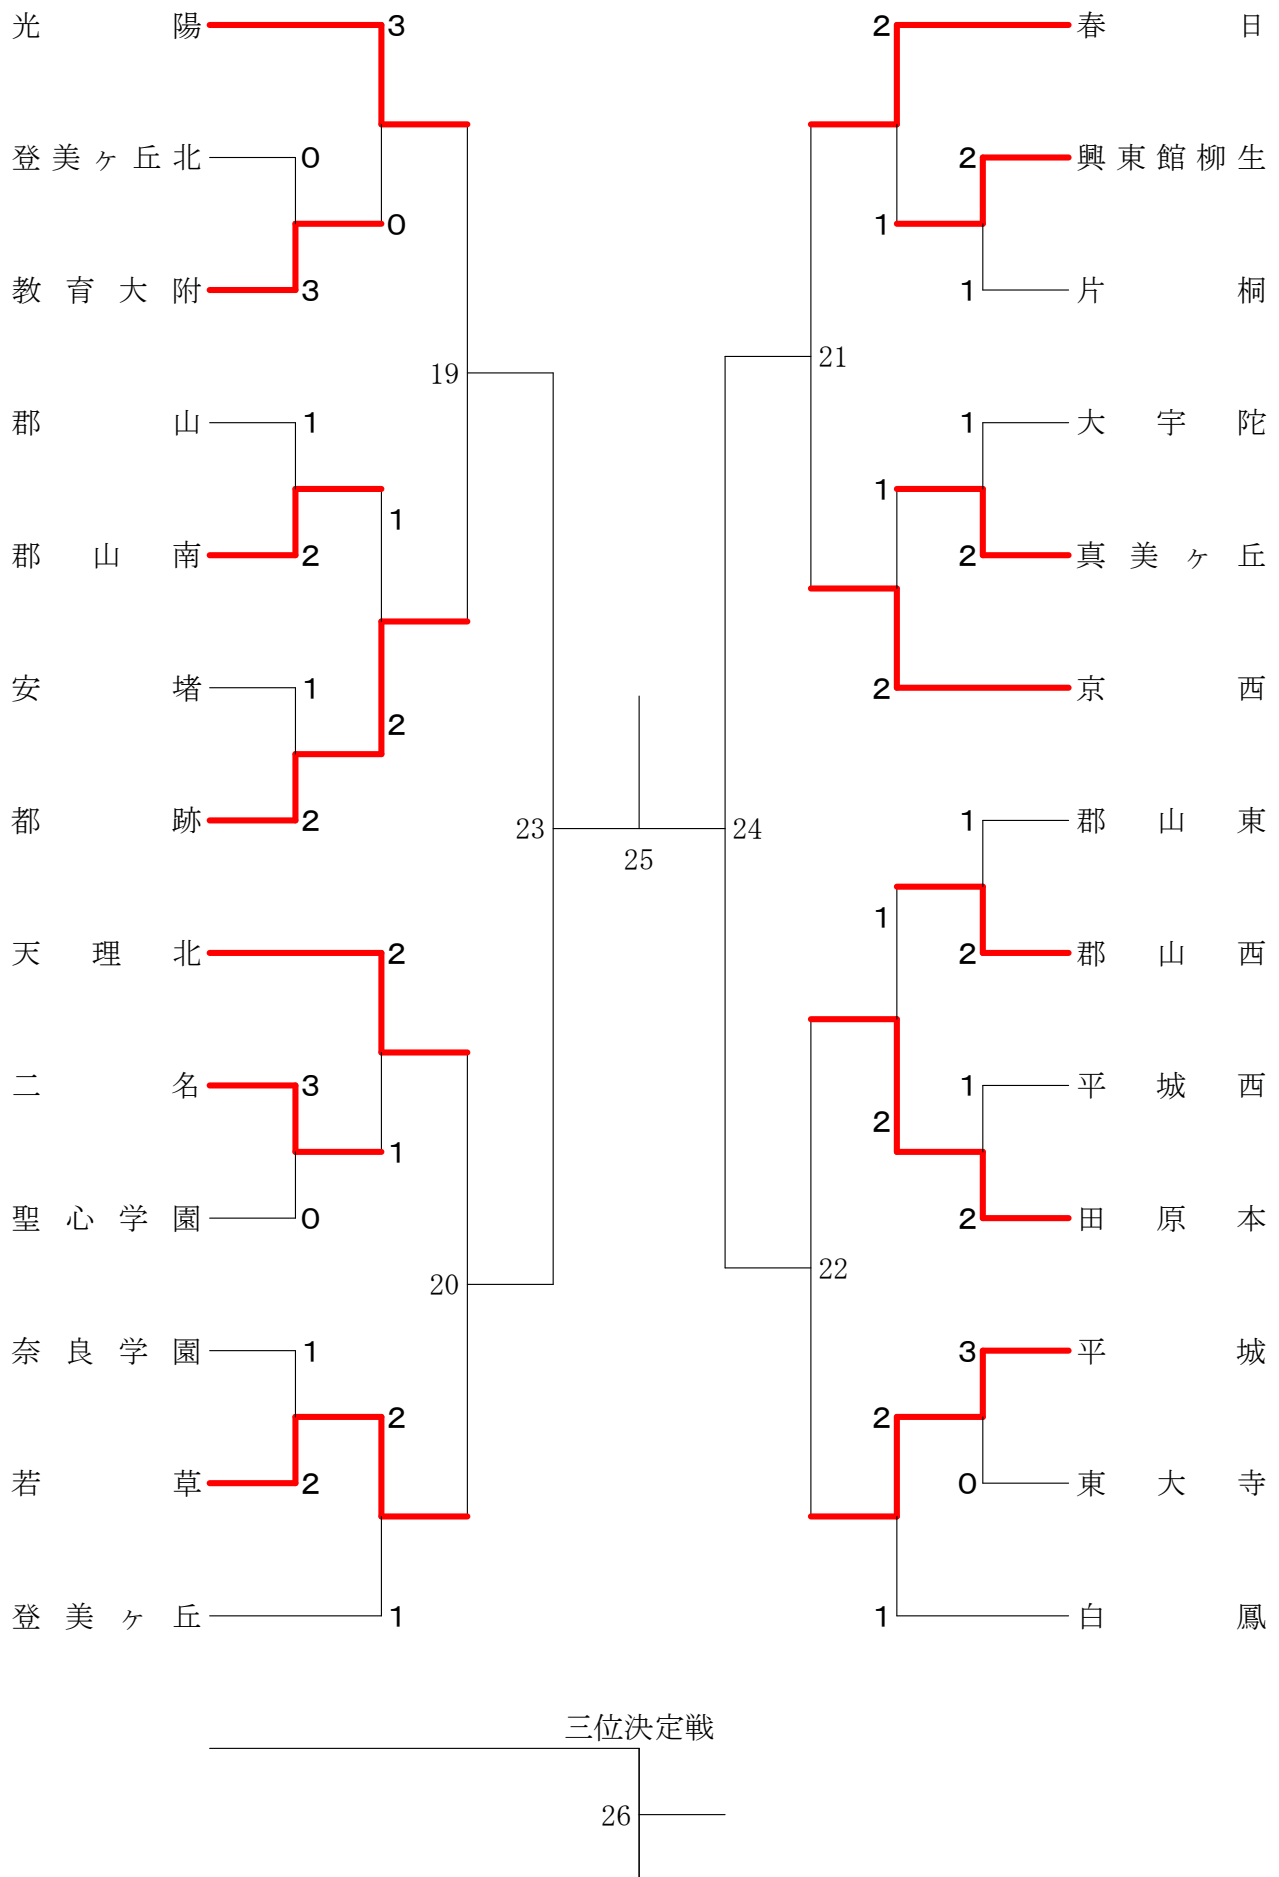 光陽 3 2 春日
登美ヶ丘北 0 2 興東館柳生
0 1
教育大附 3 1 片桐
21
19
郡山 1 1 大宇陀
1 1
郡山南 2 2 真美ヶ丘
安堵 1 2 京西
2
都跡 2 1 郡山東
23 24
25
1
天理北 2 2 郡山西
二名 3 1 平城西
2
1
聖心学園 0 2 田原本
22
20
奈良学園 1 3 平城
2 2
若草 2 0 東大寺
登美ヶ丘 1 1 白鳳
三位決定戦
26